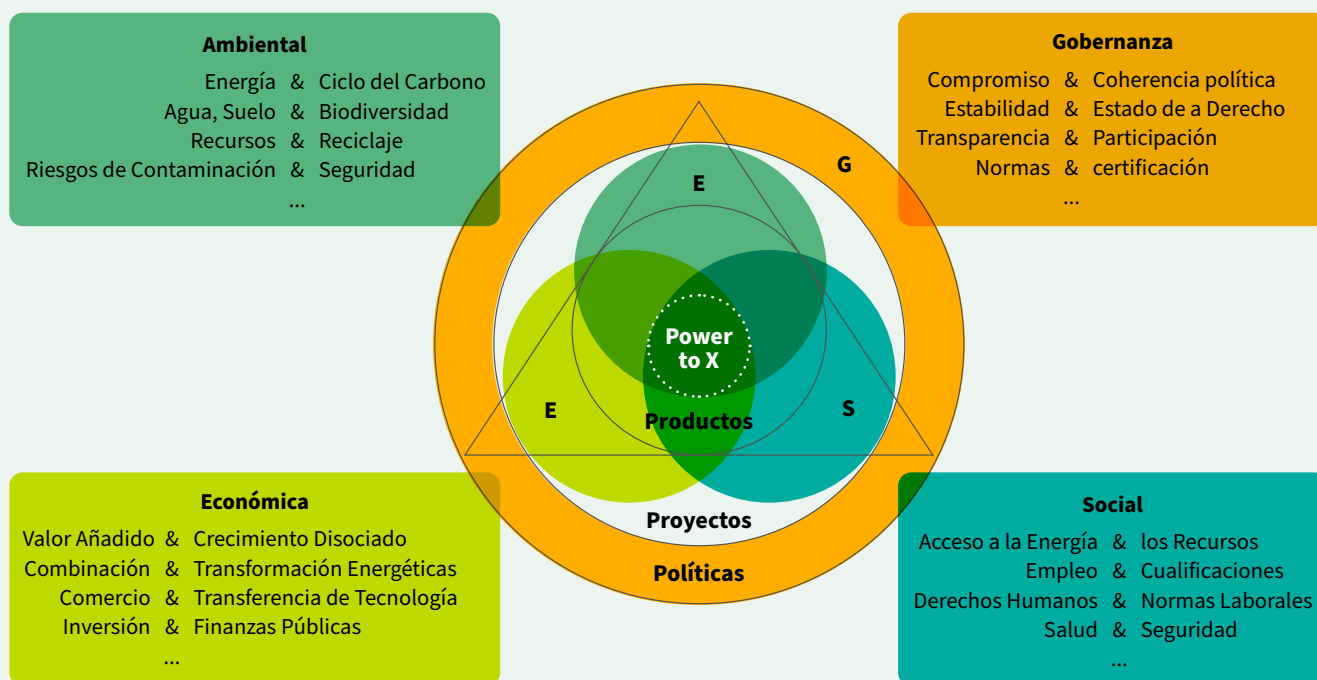 Ambiental
Energía & Ciclo del Carbono
Agua, Suelo & Biodiversidad
Recursos & Reciclaje
Riesgos de Contaminación & Seguridad
...
Gobernanza
Compromiso & Coherencia política
Estabilidad & Estado de a Derecho
Transparencia & Participación
Normas & certificación
...
G
E
Power
to X
E
S
Productos
Proyectos
Políticas
Económica
Valor Añadido & Crecimiento Disociado
Combinación & Transformación Energéticas
Comercio & Transferencia de Tecnología
Inversión & Finanzas Públicas
...
Social
Acceso a la Energía & los Recursos
Empleo & Cualificaciones
Derechos Humanos & Normas Laborales
Salud & Seguridad
...